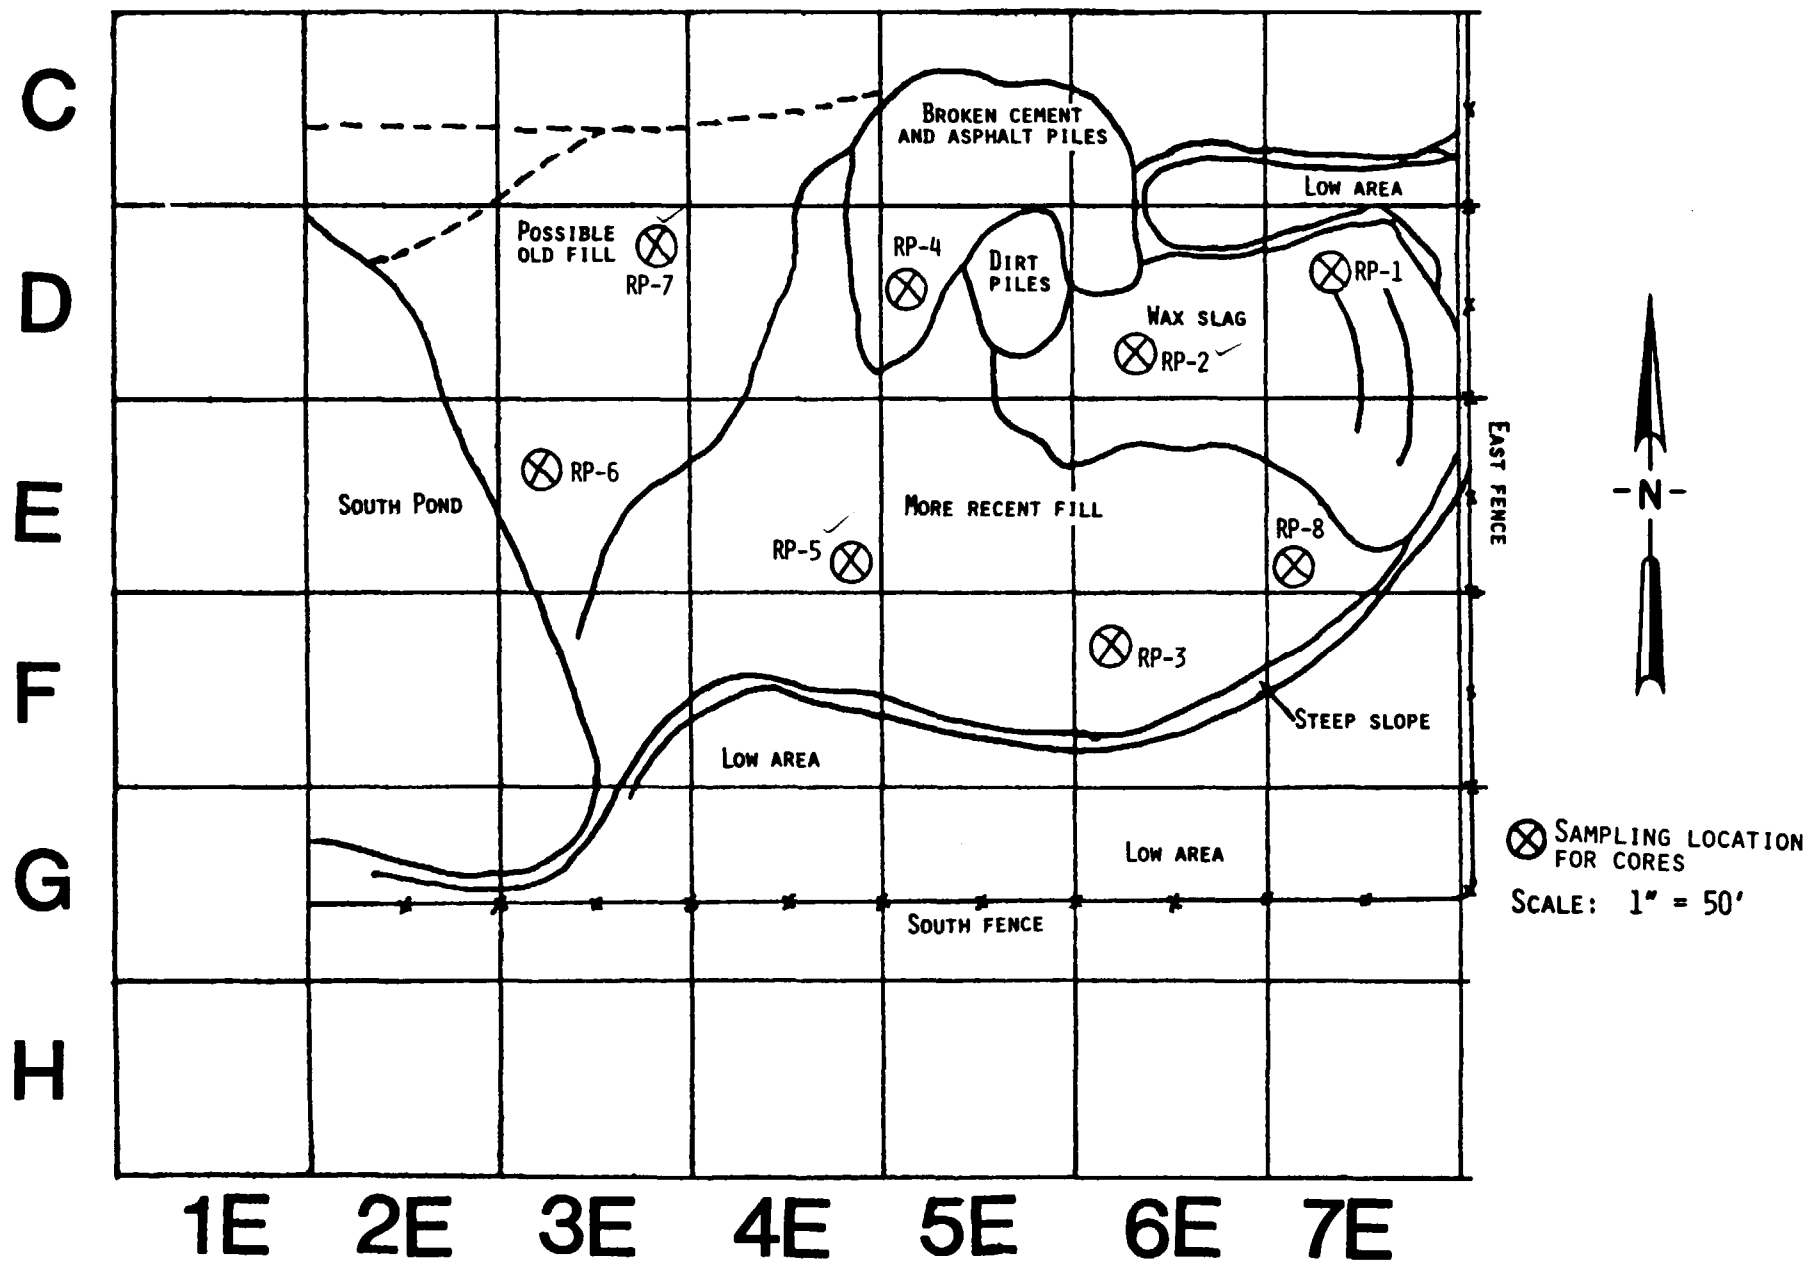 C
BROKEN CEMENT
AND ASPHALT PILES
LOW AREA
POSSIBLE
OLD FILL
RP-7
RP-4
DIRT
PILES
RP-1
D
WAX SLAG
RP-2
EAST FENCE
-N-
RP-6
SOUTH POND
E
MORE RECENT FILL
RP-5
RP-8
RP-3
F
STEEP SLOPE
LOW AREA
LOW AREA
G
SOUTH FENCE
SAMPLING LOCATION
FOR CORES
SCALE: 1" = 50'
H
1E 2E 3E 4E 5E 6E 7E